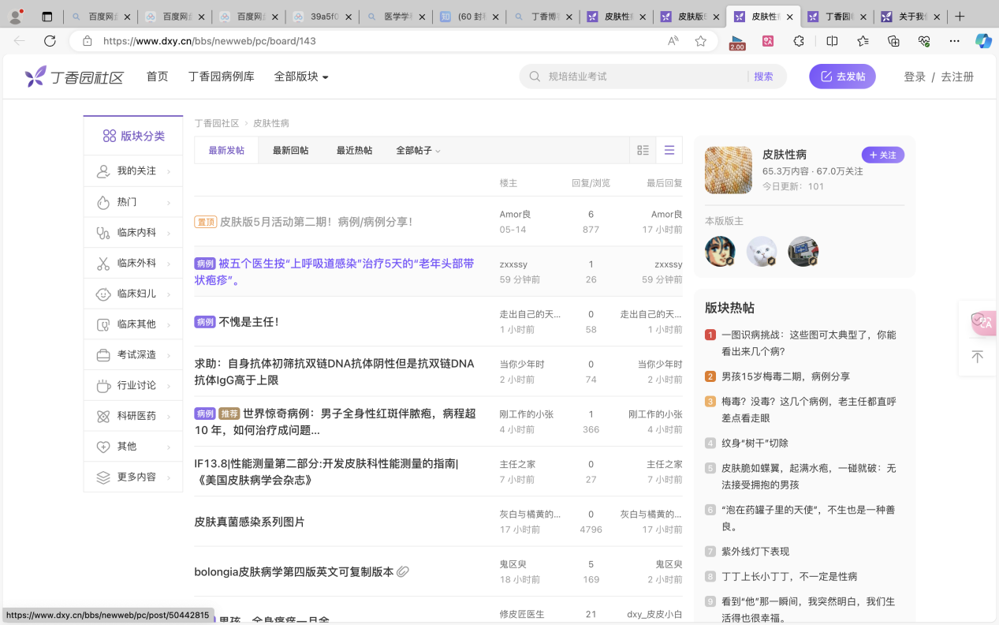 百度网盘
百度网盘
百度网盘
39a5f0
医学学
(60 封私
丁香博
皮肤性病
皮肤版5
皮肤性病
丁香园
关于我们
https://www.dxy.cn/bbs/newweb/pc/board/143
2.00
丁香园社区
首页
丁香园病例库
全部版块
规培结业考试
搜索
去发帖
登录 / 去注册
版块分类
我的关注
热门
临床内科
临床外科
临床妇儿
临床其他
考试深造
行业讨论
科研医药
其他
更多内容
丁香园社区 > 皮肤性病
最新发帖 最新回帖 最近热帖 全部帖子
楼主 回复/浏览 最后回复
置顶 皮肤版5月活动第二期！病例/病例分享！
Amor良 6 Amor良
05-14 877 17 小时前
病例 被五个医生按“上呼吸道感染”治疗5天的“老年头部带
状疱疹”。
zxxssy 1 zxxssy
59 分钟前 26 59 分钟前
病例 不愧是主任！
走出自己的天... 0 走出自己的天...
1 小时前 58 1 小时前
求助：自身抗体初筛抗双链DNA抗体阴性但是抗双链DNA
抗体IgG高于上限
当你少年时 0 当你少年时
2 小时前 74 2 小时前
病例 推荐 世界惊奇病例：男子全身性红斑伴脓疱，病程超
10 年，如何治疗成问题...
刚工作的小张 1 刚工作的小张
4 小时前 366 4 小时前
IF13.8|性能测量第二部分:开发皮肤科性能测量的指南|
《美国皮肤病学会杂志》
主任之家 0 主任之家
7 小时前 27 7 小时前
皮肤真菌感染系列图片
灰白与橘黄的... 0 灰白与橘黄的...
17 小时前 4796 17 小时前
bolongia皮肤病学第四版英文可复制版本
鬼区臾 5 鬼区臾
18 小时前 169 2 小时前
男孩，全身瘙痒一月余
修皮匠医生 21 dxy_皮皮小白
皮肤性病
+ 关注
65.3万内容 · 67.0万关注
今日更新：101
本版版主
版块热帖
1 一图识病挑战：这些图可太典型了，你能
看出来几个病？
2 男孩15岁梅毒二期，病例分享
3 梅毒？没毒？这几个病例，老主任都直呼
差点看走眼
4 纹身“树干”切除
5 皮肤脆如蝶翼，起满水疱，一碰就破：无
法接受拥抱的男孩
6 “泡在药罐子里的天使”，不生也是一种善
良。
7 紫外线灯下表现
8 丁丁上长小丁丁，不一定是性病
9 看到“他”那一瞬间，我突然明白，我们生
活得也很幸福。
https://www.dxy.cn/bbs/newweb/pc/post/50442815